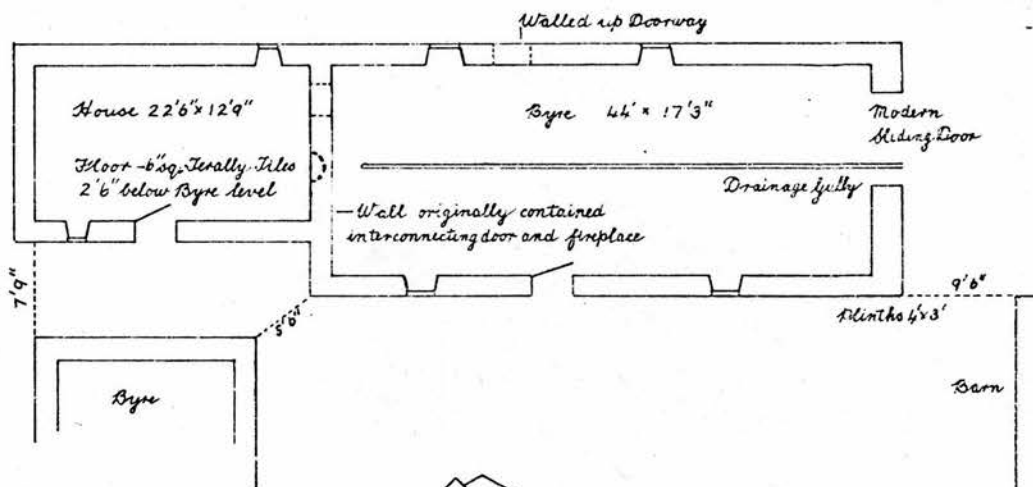 Walled up Doorway
House 22'6" × 12'9"
Byre 44' × 17'3"
Modern
Sliding Door
Floor - 6" sq. Terally Tiles
2'6" below Byre level
Drainage Gully
Wall originally contained
interconnecting door and fireplace
7'9"
5'6"
9'6"
Plinths 4' × 3'
Byre
Barn